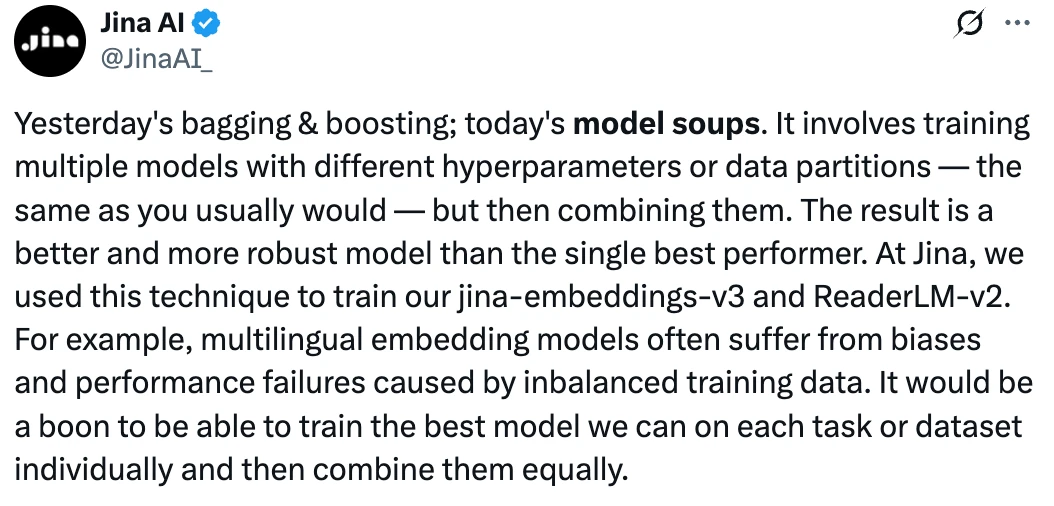 Jina AI
@JinaAI_
Yesterday's bagging & boosting; today's model soups. It involves training
multiple models with different hyperparameters or data partitions — the
same as you usually would — but then combining them. The result is a
better and more robust model than the single best performer. At Jina, we
used this technique to train our jina-embeddings-v3 and ReaderLM-v2.
For example, multilingual embedding models often suffer from biases
and performance failures caused by inbalanced training data. It would be
a boon to be able to train the best model we can on each task or dataset
individually and then combine them equally.
Jina